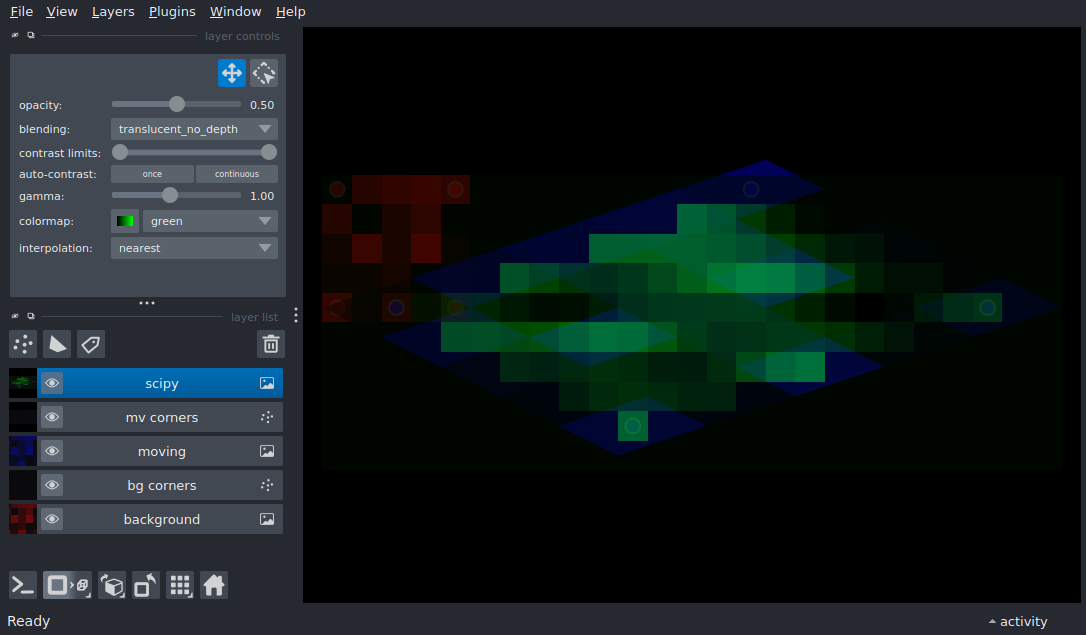 File View Layers Plugins Window Help
layer controls
opacity: 0.50
blending: translucent_no_depth
contrast limits:
auto-contrast: once continuous
gamma: 1.00
colormap: green
interpolation: nearest
layer list
scipy
mv corners
moving
bg corners
background
Ready
activity